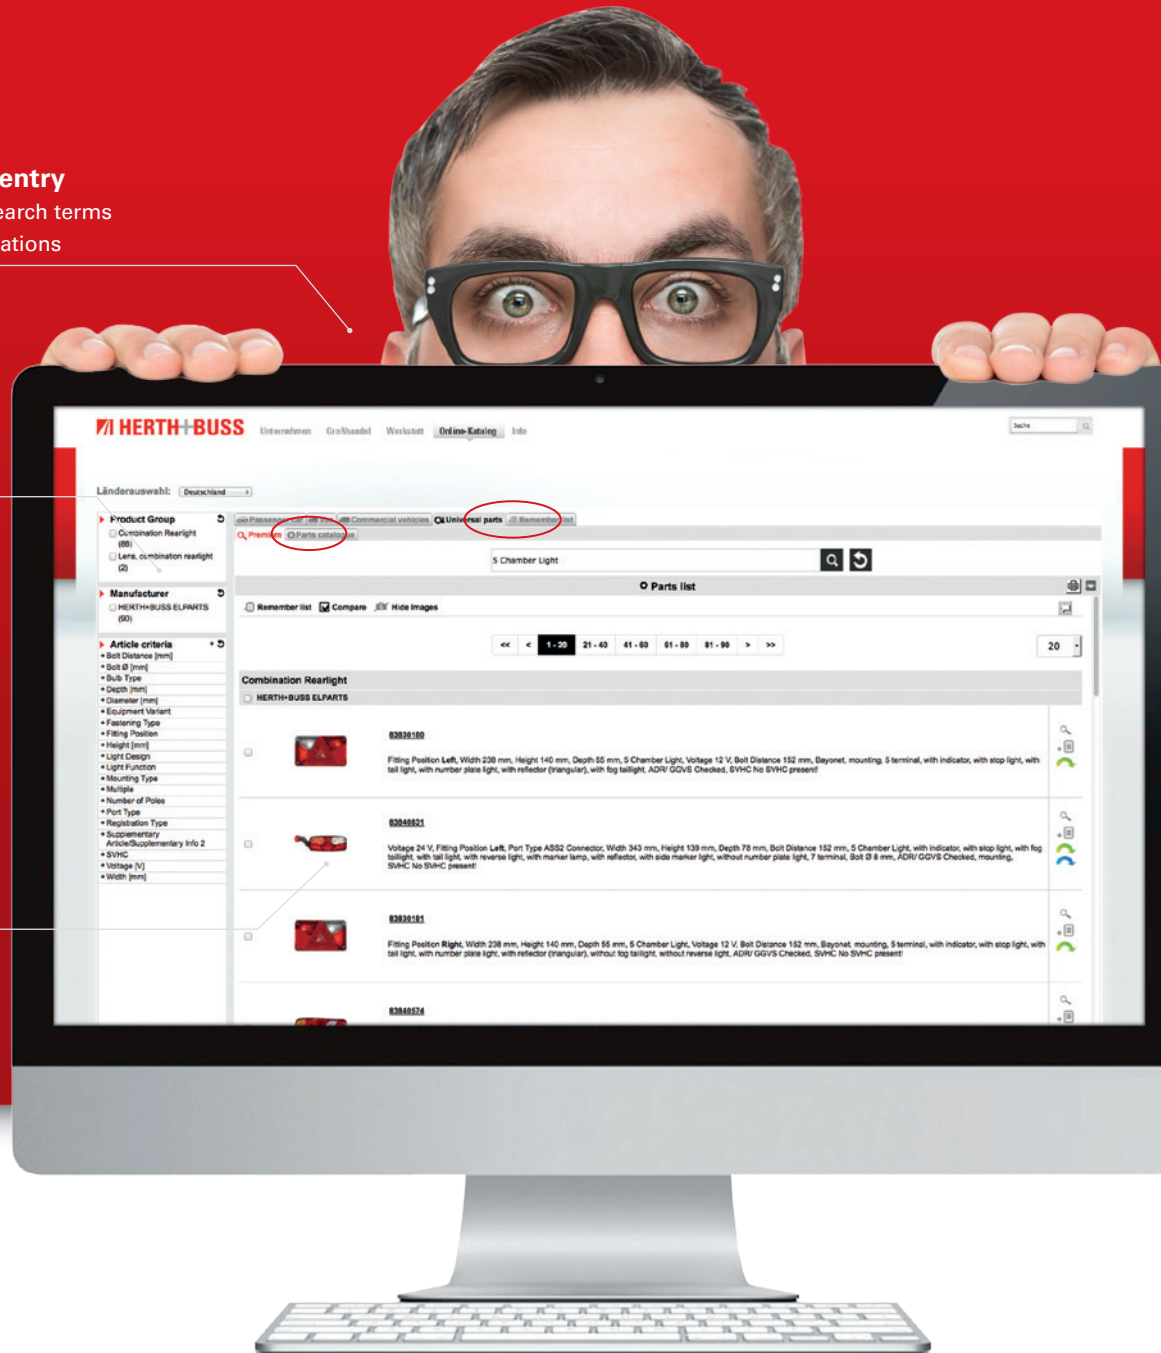 entry
earch terms
ations
HERTH+BUSS
Unternehmen Großhandel Werkstatt Online-Katalog Info
Suche
Länderauswahl: Deutschland
Product Group
Combination Rearlight
(88)
Lens, combination rearlight
(2)
Manufacturer
HERTH+BUSS ELPARTS
(90)
Article criteria
Bolt Distance [mm]
Bolt Ø [mm]
Bulb Type
Depth [mm]
Diameter [mm]
Equipment Variant
Fastening Type
Fitting Position
Height [mm]
Light Design
Light Function
Mounting Type
Multiple
Number of Poles
Port Type
Registration Type
Supplementary
Article/Supplementary Info 2
SVHC
Voltage [V]
Width [mm]
Passenger car Van Commercial vehicles Universal parts Remember list
Premium Parts catalogue
5 Chamber Light
Parts list
Remember list Compare Hide Images
<< < 1 - 20 21 - 40 41 - 60 61 - 80 81 - 90 > >>
20
Combination Rearlight
HERTH+BUSS ELPARTS
83830180
Fitting Position Left, Width 238 mm, Height 140 mm, Depth 55 mm, 5 Chamber Light, Voltage 12 V, Bolt Distance 152 mm, Bayonet, mounting, 5 terminal, with indicator, with stop light, with
tail light, with number plate light, with reflector (triangular), with fog taillight, ADR/ GGVS Checked, SVHC No SVHC present!
83840831
Voltage 24 V, Fitting Position Left, Port Type ASS2 Connector, Width 343 mm, Height 139 mm, Depth 78 mm, Bolt Distance 152 mm, 5 Chamber Light, with indicator, with stop light, with fog
taillight, with tail light, with reverse light, with marker lamp, with reflector, with side marker light, without number plate light, 7 terminal, Bolt Ø 8 mm, ADR/ GGVS Checked, mounting,
SVHC No SVHC present!
83830181
Fitting Position Right, Width 238 mm, Height 140 mm, Depth 55 mm, 5 Chamber Light, Voltage 12 V, Bolt Distance 152 mm, Bayonet, mounting, 5 terminal, with indicator, with stop light, with
tail light, with number plate light, with reflector (triangular), without fog taillight, without reverse light, ADR/ GGVS Checked, SVHC No SVHC present!
83840574